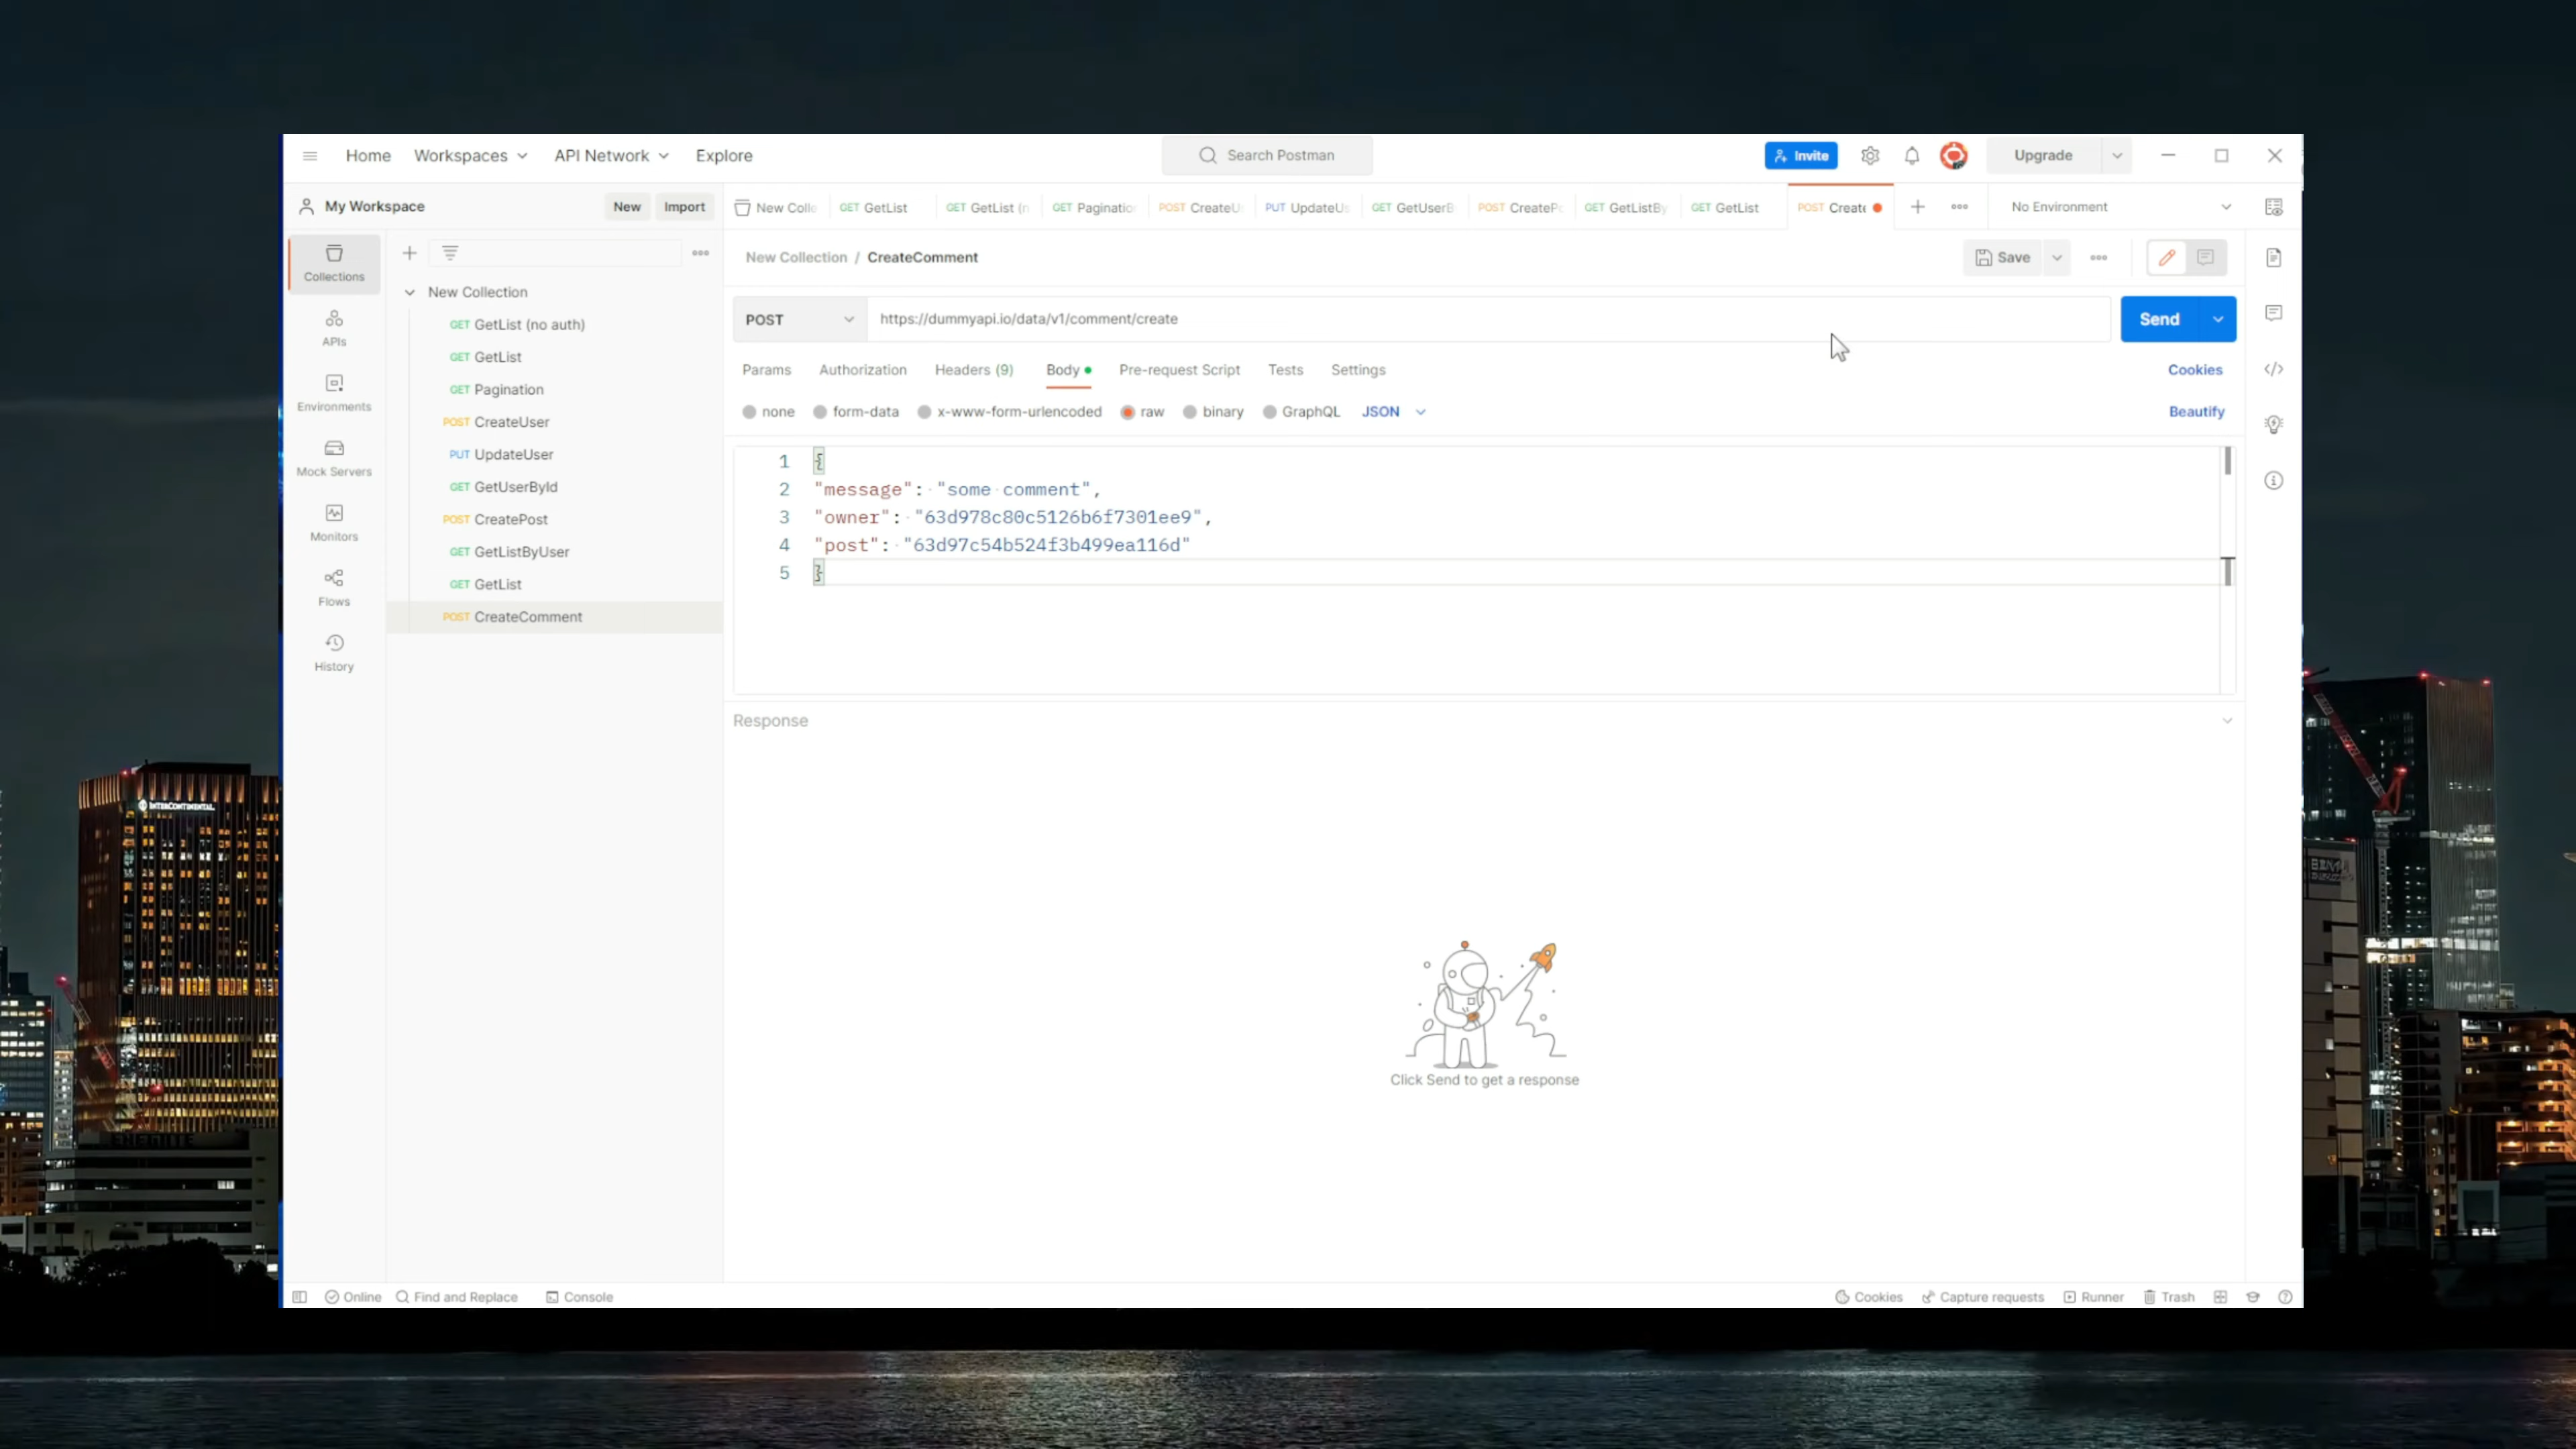 Home Workspaces API Network Explore
Search Postman
Invite
Upgrade
My Workspace
New Import
New Colle
GET GetList
GET GetList (n
GET Paginatio
POST CreateU
PUT UpdateUs
GET GetUserB
POST CreatePo
GET GetListBy
GET GetList
POST Create
No Environment
Collections
APIs
Environments
Mock Servers
Monitors
Flows
History
New Collection
GET GetList (no auth)
GET GetList
GET Pagination
POST CreateUser
PUT UpdateUser
GET GetUserById
POST CreatePost
GET GetListByUser
GET GetList
POST CreateComment
New Collection / CreateComment
Save
POST
https://dummyapi.io/data/v1/comment/create
Send
Params Authorization Headers (9) Body Pre-request Script Tests Settings
Cookies
none form-data x-www-form-urlencoded raw binary GraphQL JSON
Beautify
1 {
2 "message": "some comment",
3 "owner": "63d978c80c5126b6f7301ee9",
4 "post": "63d97c54b524f3b499ea116d"
5 }
Response
Click Send to get a response
Online Find and Replace Console
Cookies Capture requests Runner Trash
INTERCONTINENTAL